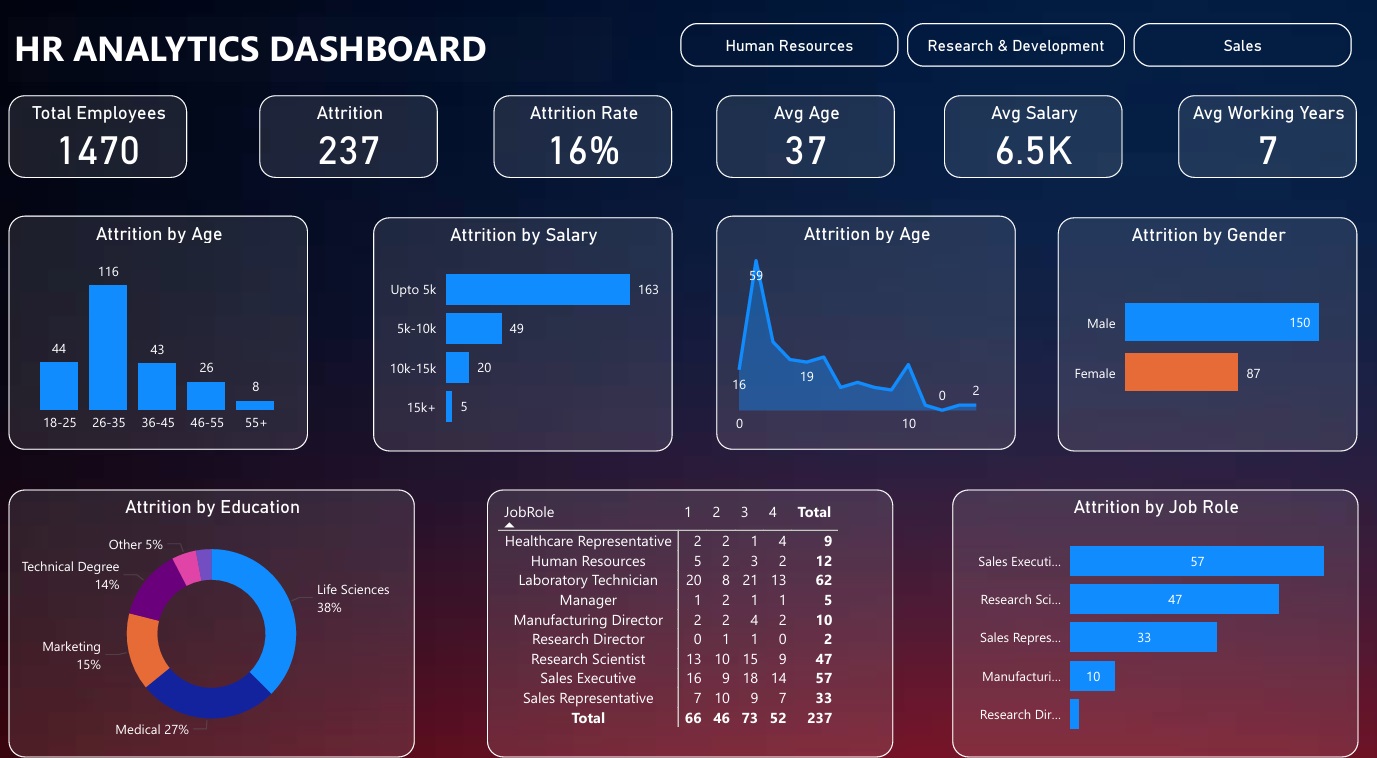 HR ANALYTICS DASHBOARD
Human Resources
Research & Development
Sales
Total Employees
1470
Attrition
237
Attrition Rate
16%
Avg Age
37
Avg Salary
6.5K
Avg Working Years
7
Attrition by Age
116
44
43
26
8
18-25 26-35 36-45 46-55 55+
Attrition by Salary
Upto 5k 163
5k-10k 49
10k-15k 20
15k+ 5
Attrition by Age
59
16
19
0
2
0 10
Attrition by Gender
Male 150
Female 87
Attrition by Education
Other 5%
Technical Degree
14%
Life Sciences
38%
Marketing
15%
Medical 27%
JobRole 1 2 3 4 Total
Healthcare Representative 2 2 1 4 9
Human Resources 5 2 3 2 12
Laboratory Technician 20 8 21 13 62
Manager 1 2 1 1 5
Manufacturing Director 2 2 4 2 10
Research Director 0 1 1 0 2
Research Scientist 13 10 15 9 47
Sales Executive 16 9 18 14 57
Sales Representative 7 10 9 7 33
Total 66 46 73 52 237
Attrition by Job Role
Sales Executi... 57
Research Sci... 47
Sales Repres... 33
Manufacturi... 10
Research Dir...